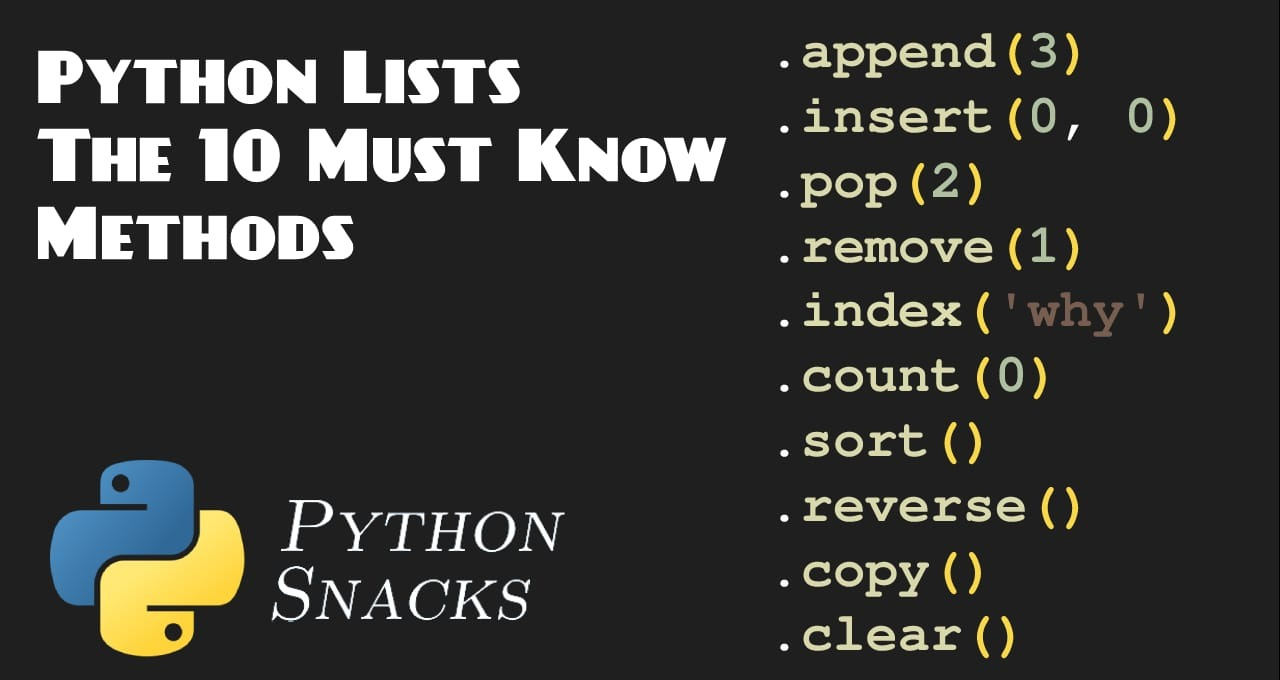 Python Lists
The 10 Must Know
Methods
.append(3)
.insert(0, 0)
.pop(2)
.remove(1)
.index('why')
.count(0)
.sort()
.reverse()
.copy()
.clear()
Python
Snacks